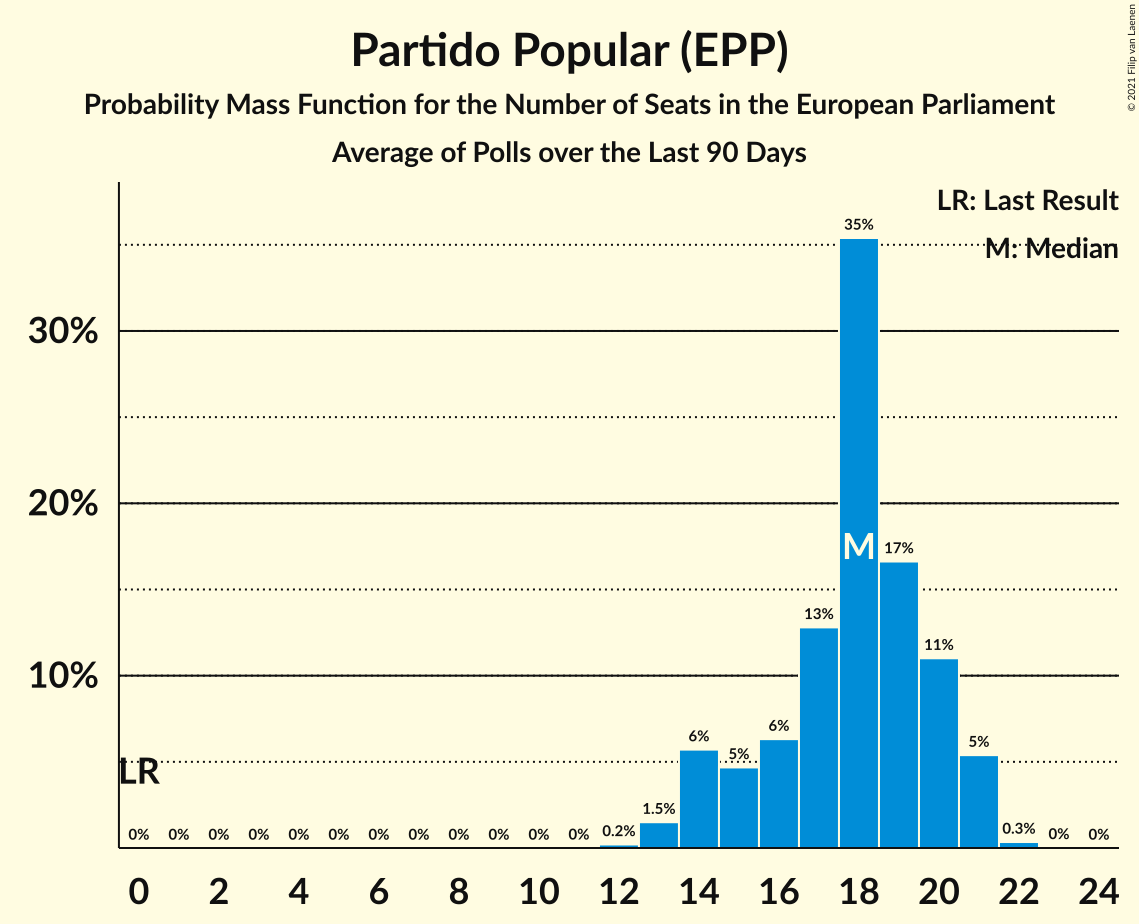 Partido Popular (EPP)
Probability Mass Function for the Number of Seats in the European Parliament
Average of Polls over the Last 90 Days
© 2021 Filip van Laenen
LR: Last Result
M: Median
35%
30%
20%
10%
M
17%
13%
11%
6%
5%
6%
5%
LR
1.5%
0% 0% 0% 0% 0% 0% 0% 0% 0% 0% 0% 0% 0.2% 0.3% 0% 0%
0 2 4 6 8 10 12 14 16 18 20 22 24